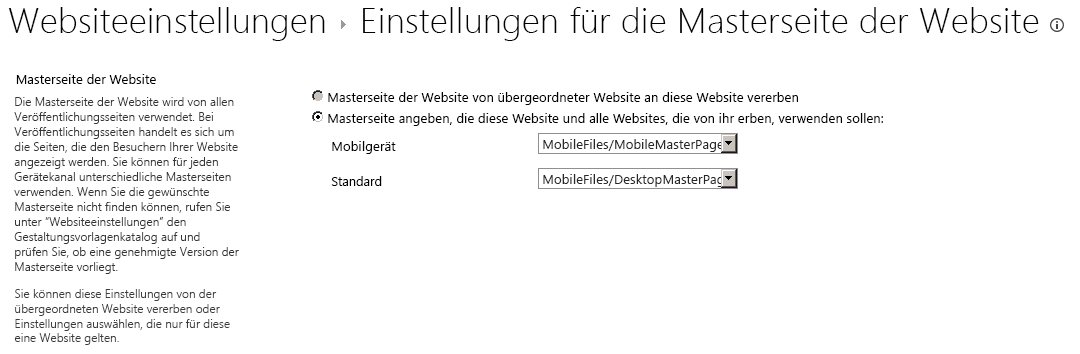 Websiteeinstellungen › Einstellungen für die Masterseite der Website
Masterseite der Website
Die Masterseite der Website wird von allen
Veröffentlichungsseiten verwendet. Bei
Veröffentlichungsseiten handelt es sich um
die Seiten, die den Besuchern Ihrer Website
angezeigt werden. Sie können für jeden
Gerätekanal unterschiedliche Masterseiten
verwenden. Wenn Sie die gewünschte
Masterseite nicht finden können, rufen Sie
unter "Websiteeinstellungen" den
Gestaltungsvorlagenkatalog auf und
prüfen Sie, ob eine genehmigte Version der
Masterseite vorliegt.
Sie können diese Einstellungen von der
übergeordneten Website vererben oder
Einstellungen auswählen, die nur für diese
eine Website gelten.
Masterseite der Website von übergeordneter Website an diese Website vererben
Masterseite angeben, die diese Website und alle Websites, die von ihr erben, verwenden sollen:
Mobilgerät MobileFiles/MobileMasterPage
Standard MobileFiles/DesktopMasterPag